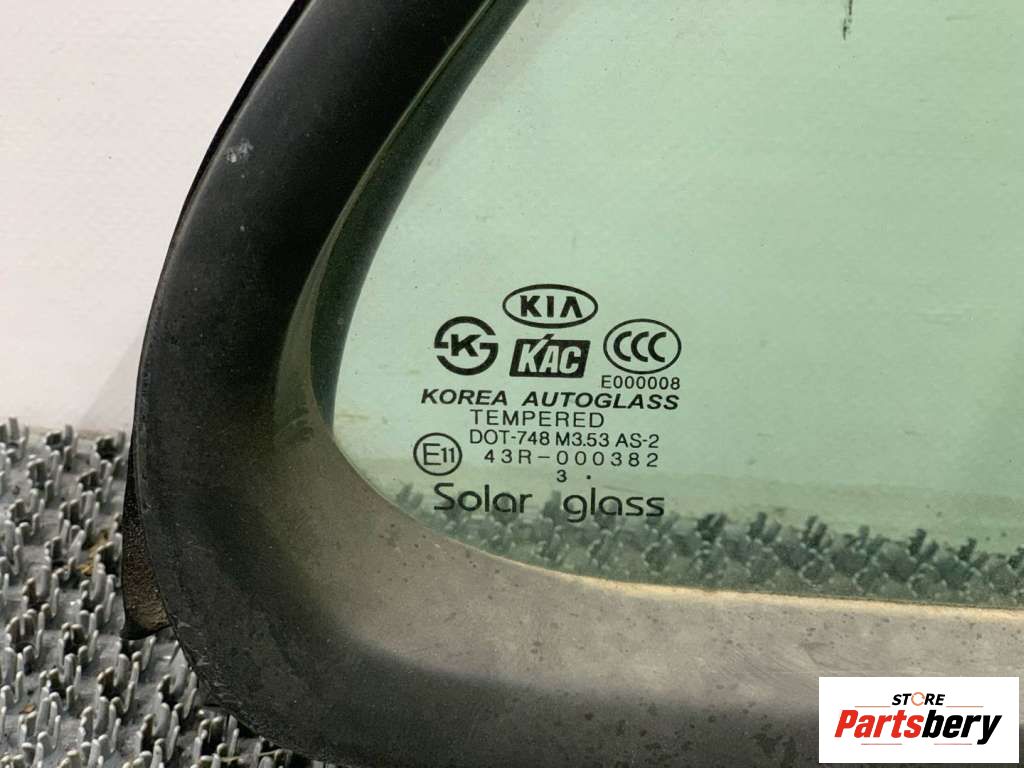 KIA
K
KAC
CCC
E000008
KOREA AUTOGLASS
TEMPERED
DOT-748 M3.53 AS-2
E11
43R-000382
3 .
Solar glass
STORE
Partsbery